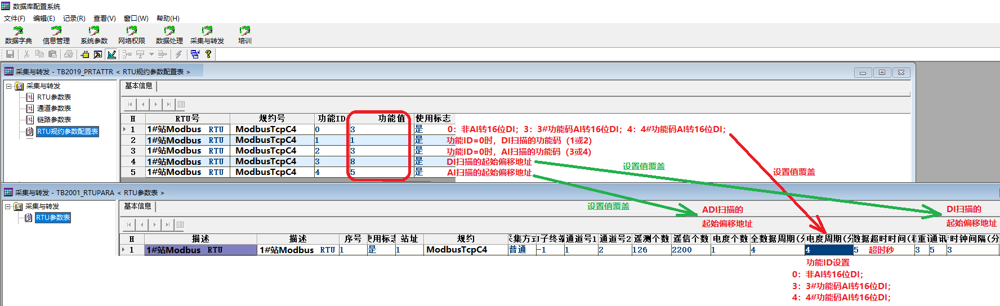 数据库配置系统
文件(F) 编辑(E) 记录(R) 查看(V) 窗口(W) 帮助(H)
数据字典 信息管理 系统参数 网络权限 数据处理 采集与转发 培训
采集与转发 - TB2019_PRTATTR < RTU规约参数配置表 >
采集与转发
RTU参数表
通道参数表
链路参数表
RTU规约参数配置表
基本信息
H RTU号 规约号 功能ID 功能值 使用标志
1 1#站Modbus RTU ModbusTcpC4 0 3 是 0：非AI转16位DI；3：3#功能码AI转16位DI；4：4#功能码AI转16位DI；
2 1#站Modbus RTU ModbusTcpC4 1 1 是 功能ID=0时，DI扫描的功能码（1或2）
3 1#站Modbus RTU ModbusTcpC4 2 3 是 功能ID=0时，AI扫描的功能码（3或4）
4 1#站Modbus RTU ModbusTcpC4 3 8 是 DI扫描的起始偏移地址
5 1#站Modbus RTU ModbusTcpC4 4 5 是 AI扫描的起始偏移地址
设置值覆盖
设置值覆盖
采集与转发 - TB2001_RTUPARA < RTU参数表 >
采集与转发
RTU参数表
基本信息
设置值覆盖
ADI扫描的
起始偏移地址
DI扫描的
起始偏移地址
H 描述 描述 序号 使用标志 站址 规约 采集方式 子终端 通道号1 通道号2 遥测个数 遥信个数 电度个数 全数据周期(分 电度周期(分 数据超时时间(秒 重 通讯 时钟间隔(分
1 1#站Modbus RTU 1#站Modbus RTU 1 是 1 ModbusTcpC4 普通 -1 1 2 126 2200 1 4 4 5 超时秒 3 5 3
功能ID设置
0：非AI转16位DI；
3：3#功能码AI转16位DI；
4：4#功能码AI转16位DI；